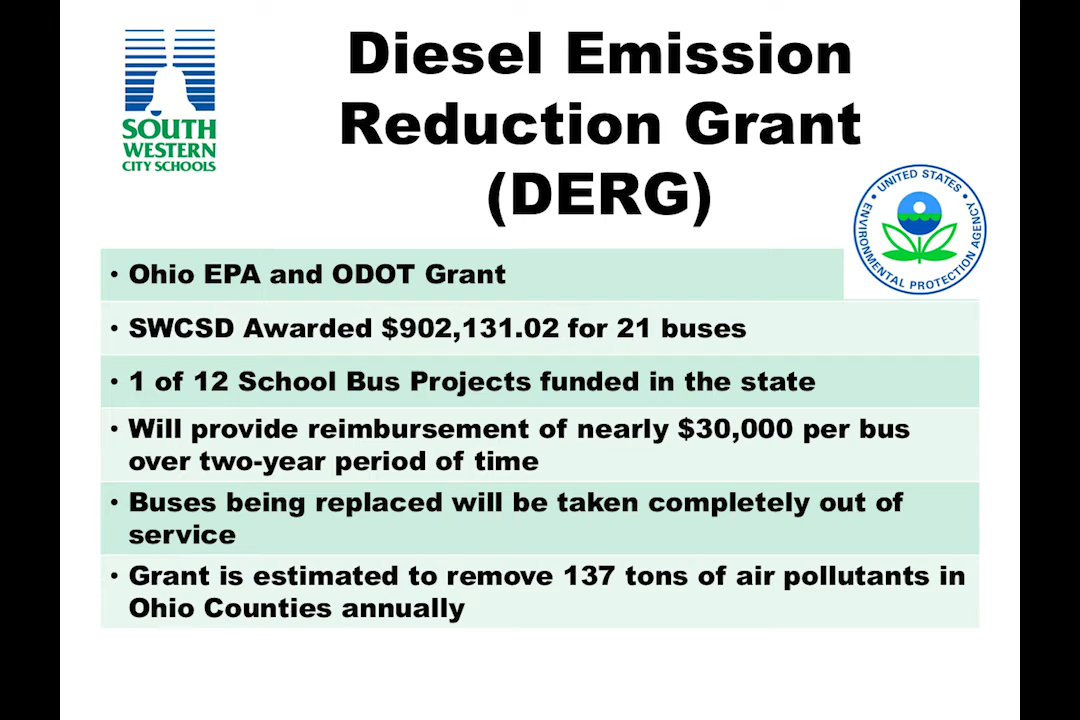 SOUTH
WESTERN
CITY SCHOOLS
Diesel Emission
Reduction Grant
(DERG)
UNITED STATES
ENVIRONMENTAL PROTECTION AGENCY
• Ohio EPA and ODOT Grant
• SWCSD Awarded $902,131.02 for 21 buses
• 1 of 12 School Bus Projects funded in the state
• Will provide reimbursement of nearly $30,000 per bus
over two-year period of time
• Buses being replaced will be taken completely out of
service
• Grant is estimated to remove 137 tons of air pollutants in
Ohio Counties annually